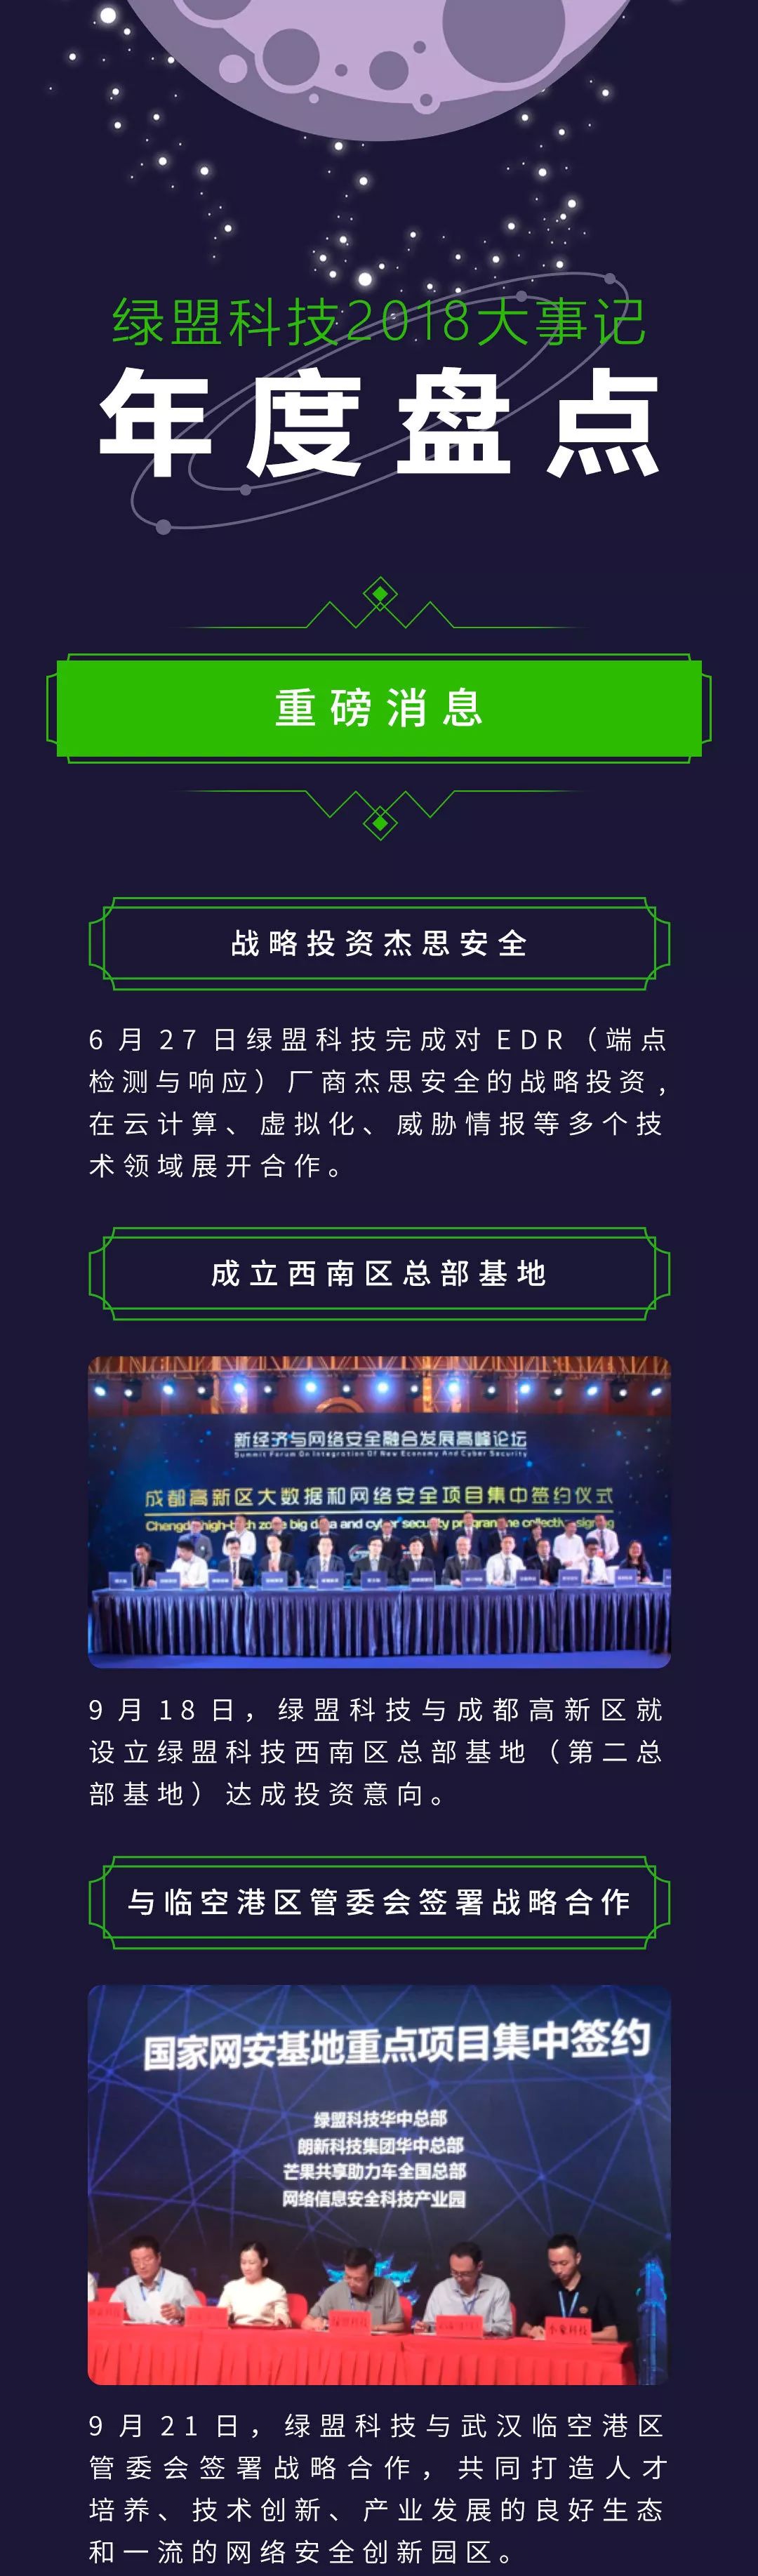 绿盟科技2018大事记
年度盘点
重磅消息
战略投资杰思安全
6月27日绿盟科技完成对EDR（端点
检测与响应）厂商杰思安全的战略投资，
在云计算、虚拟化、威胁情报等多个技
术领域展开合作。
成立西南区总部基地
新经济与网络安全融合发展高峰论坛
Summit Forum On Integration Of New Economy And Cyber Security
成都高新区大数据和网络安全项目集中签约仪式
9月18日，绿盟科技与成都高新区就
设立绿盟科技西南区总部基地（第二总
部基地）达成投资意向。
与临空港区管委会签署战略合作
国家网安基地重点项目集中签约
绿盟科技华中总部
朗新科技集团华中总部
芒果共享助力车全国总部
网络信息安全科技产业园
9月21日，绿盟科技与武汉临空港区
管委会签署战略合作，共同打造人才
培养、技术创新、产业发展的良好生态
和一流的网络安全创新园区。